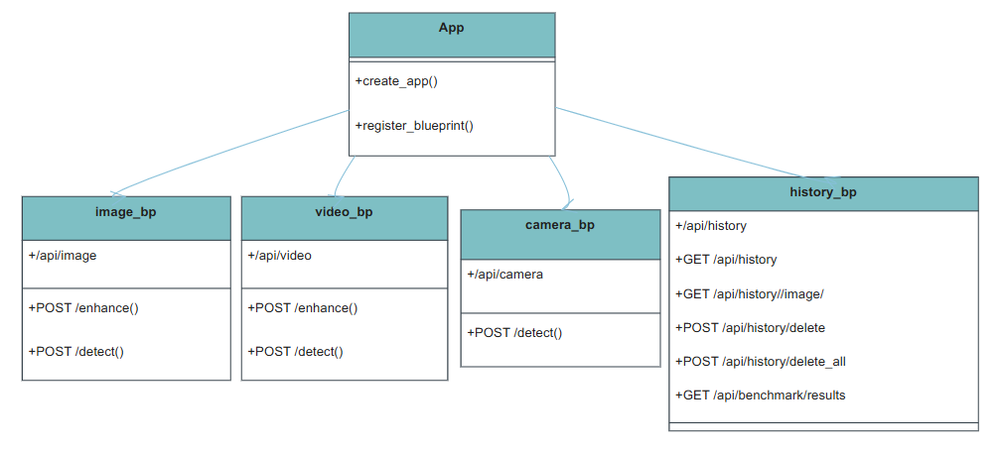 App
+create_app()
+register_blueprint()
image_bp
+/api/image
+POST /enhance()
+POST /detect()
video_bp
+/api/video
+POST /enhance()
+POST /detect()
camera_bp
+/api/camera
+POST /detect()
history_bp
+/api/history
+GET /api/history
+GET /api/history//image/
+POST /api/history/delete
+POST /api/history/delete_all
+GET /api/benchmark/results